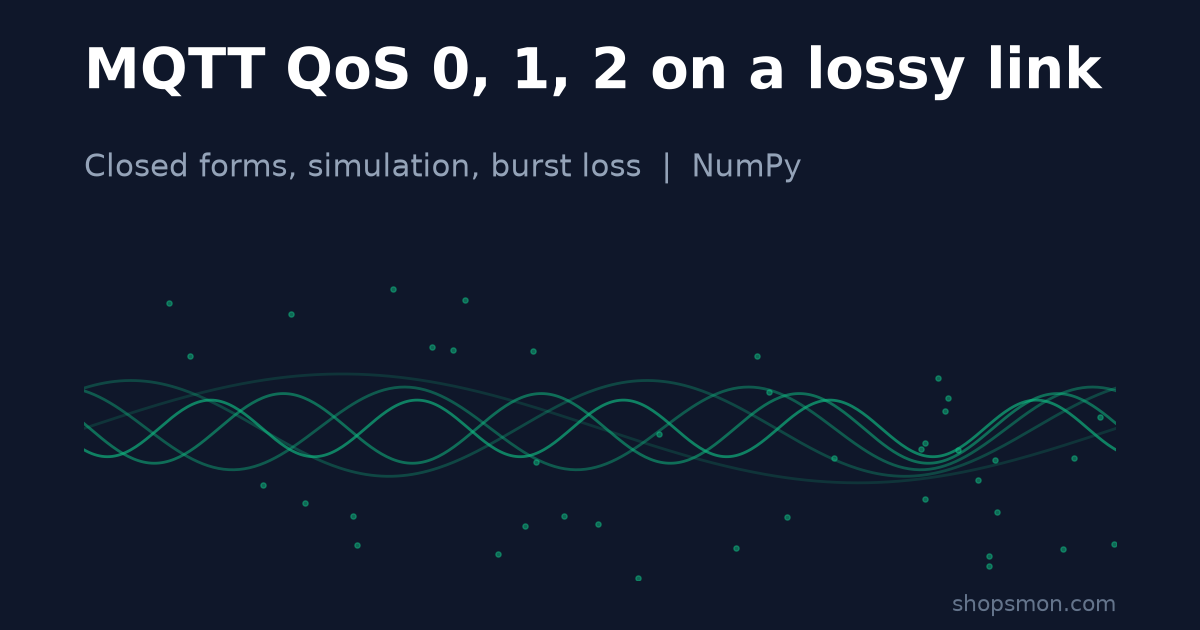 MQTT QoS 0, 1, 2 on a lossy link
Closed forms, simulation, burst loss | NumPy
shopsmon.com